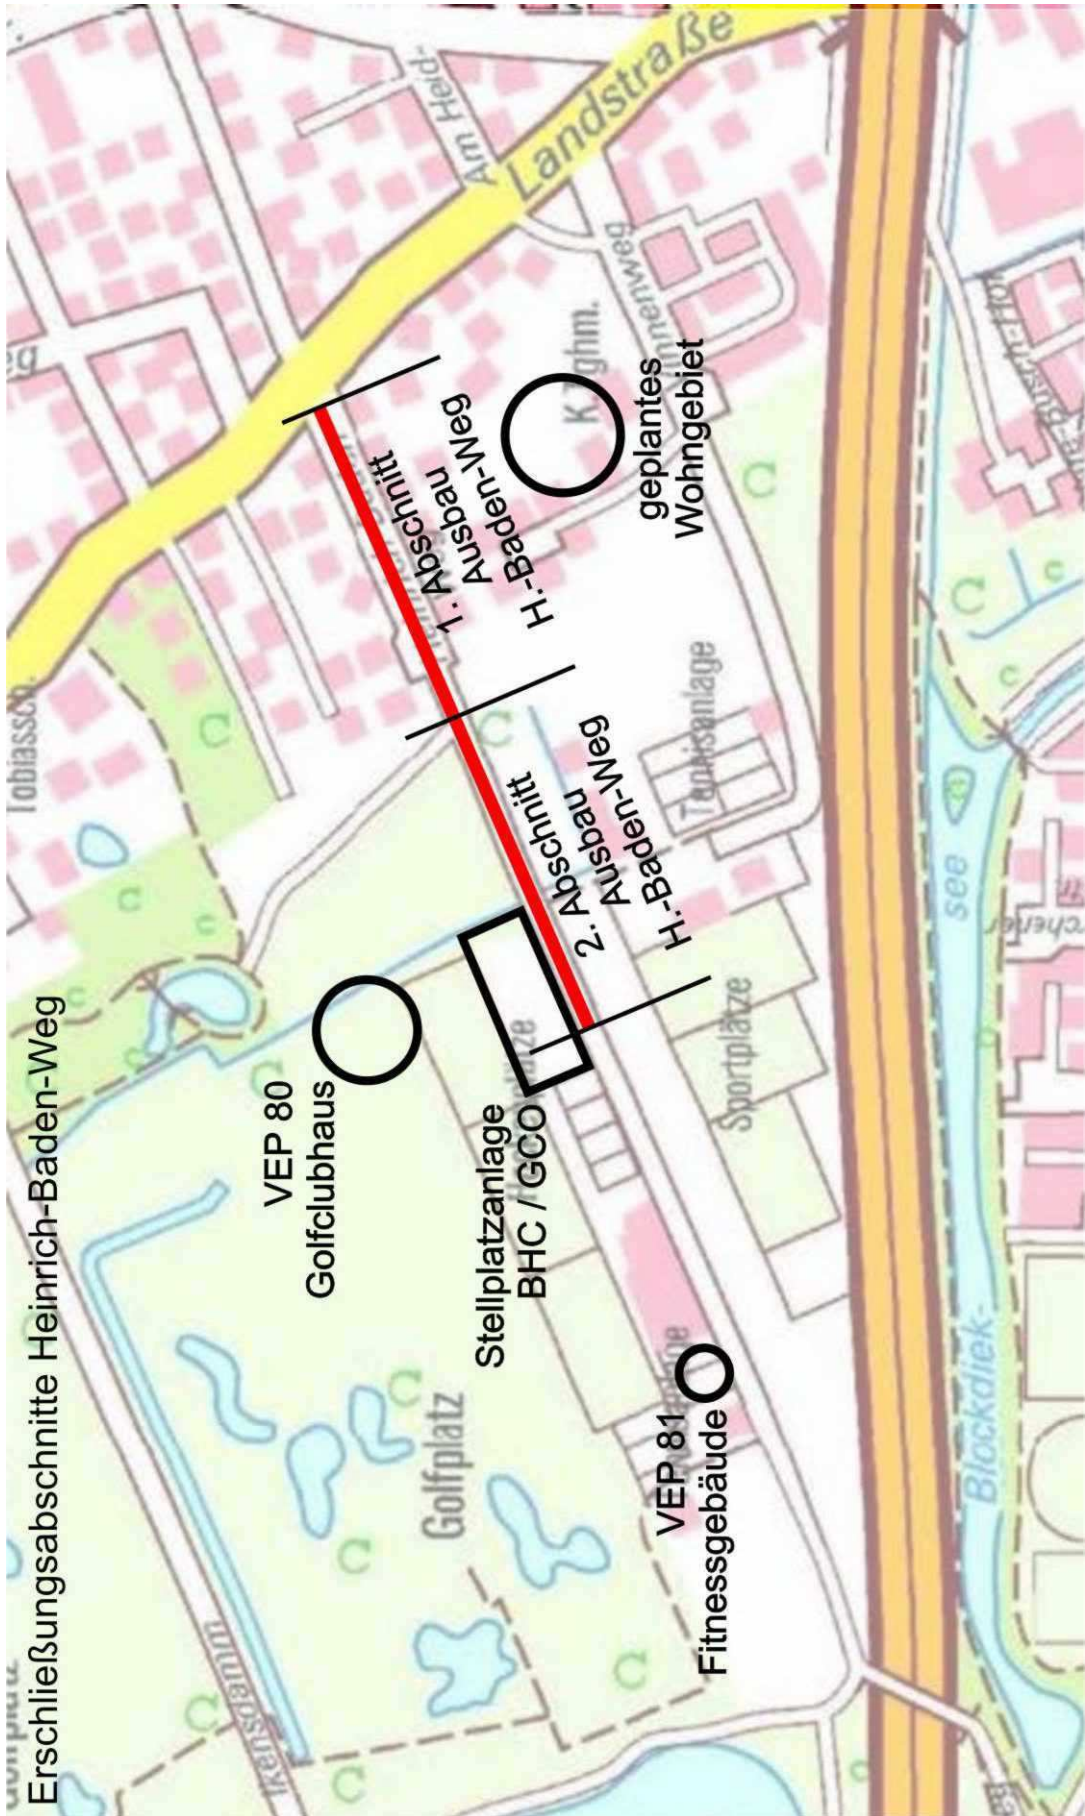 Erschließungsabschnitte Heinrich-Baden-Weg
VEP 80
Golfclubhaus
Stellplatzanlage
BHC / GCO
VEP 81
Fitnessgebäude
1. Abschnitt
Ausbau
H.-Baden-Weg
2. Abschnitt
Ausbau
H.-Baden-Weg
geplantes
Wohngebiet
Landstraße
Am Heid-
Tobiassch.
Golfplatz
Ikensdamm
Tennisanlage
Sportplätze
Blockdiek-
see